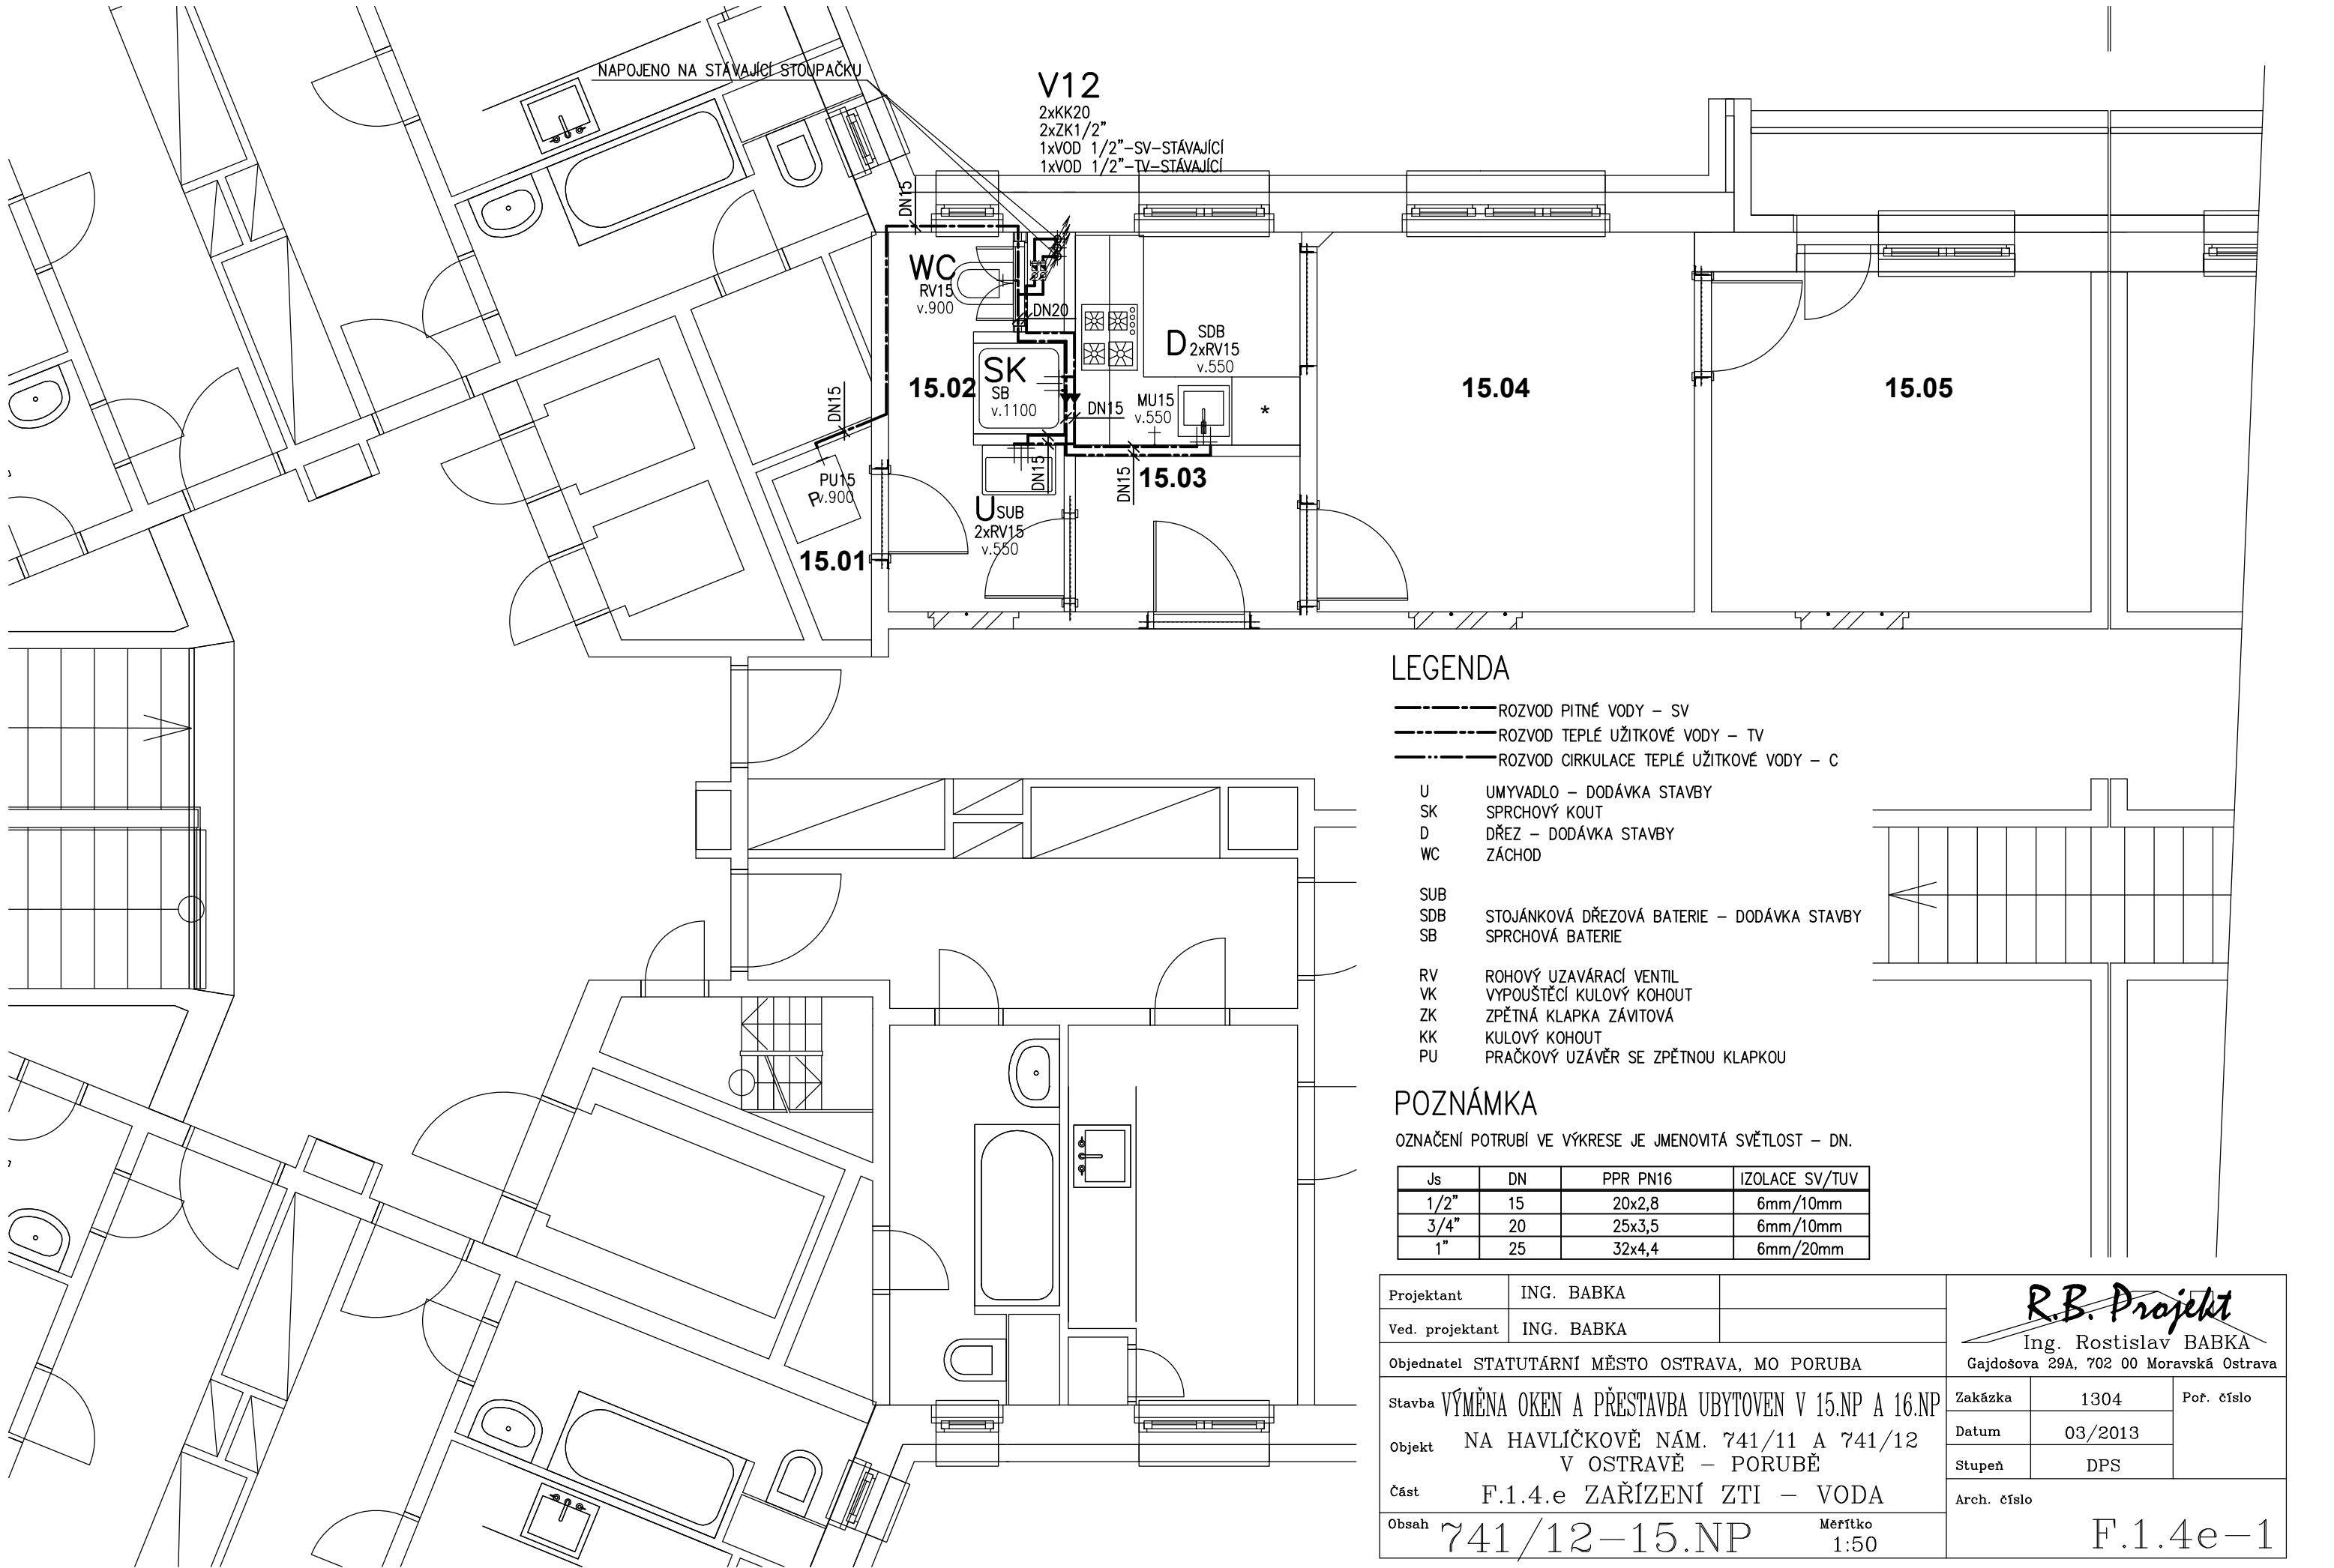 NAPOJENO NA STÁVAJÍCÍ STOUPAČKU
V12
2xKK20
2xZK1/2"
1xVOD 1/2"-SV-STÁVAJÍCÍ
1xVOD 1/2"-TV-STÁVAJÍCÍ
DN15
WC
RV15
v.900
DN20
D
SDB
2xRV15
v.550
SK
SB
v.1100
15.02
15.04
15.05
DN15
DN15
MU15
v.550
*
DN15
DN15
15.03
PU15
P
v.900
U
SUB
2xRV15
v.550
15.01
LEGENDA
ROZVOD PITNÉ VODY – SV
ROZVOD TEPLÉ UŽITKOVÉ VODY – TV
ROZVOD CIRKULACE TEPLÉ UŽITKOVÉ VODY – C
U UMYVADLO – DODÁVKA STAVBY
SK SPRCHOVÝ KOUT
D DŘEZ – DODÁVKA STAVBY
WC ZÁCHOD
SUB
SDB STOJÁNKOVÁ DŘEZOVÁ BATERIE – DODÁVKA STAVBY
SB SPRCHOVÁ BATERIE
RV ROHOVÝ UZAVÁRACÍ VENTIL
VK VYPOUŠTĚCÍ KULOVÝ KOHOUT
ZK ZPĚTNÁ KLAPKA ZÁVITOVÁ
KK KULOVÝ KOHOUT
PU PRAČKOVÝ UZÁVĚR SE ZPĚTNOU KLAPKOU
POZNÁMKA
OZNAČENÍ POTRUBÍ VE VÝKRESE JE JMENOVITÁ SVĚTLOST – DN.
Js DN PPR PN16 IZOLACE SV/TUV
1/2" 15 20x2,8 6mm/10mm
3/4" 20 25x3,5 6mm/10mm
1" 25 32x4,4 6mm/20mm
Projektant ING. BABKA
Ved. projektant ING. BABKA
Objednatel STATUTÁRNÍ MĚSTO OSTRAVA, MO PORUBA
Stavba VÝMĚNA OKEN A PŘESTAVBA UBYTOVEN V 15.NP A 16.NP
Objekt NA HAVLÍČKOVĚ NÁM. 741/11 A 741/12
V OSTRAVĚ – PORUBĚ
Část F.1.4.e ZAŘÍZENÍ ZTI – VODA
Obsah 741/12-15.NP
Měřítko
1:50
R.B. Projekt
Ing. Rostislav BABKA
Gajdošova 29A, 702 00 Moravská Ostrava
Zakázka 1304 Poř. číslo
Datum 03/2013
Stupeň DPS
Arch. číslo
F.1.4e-1